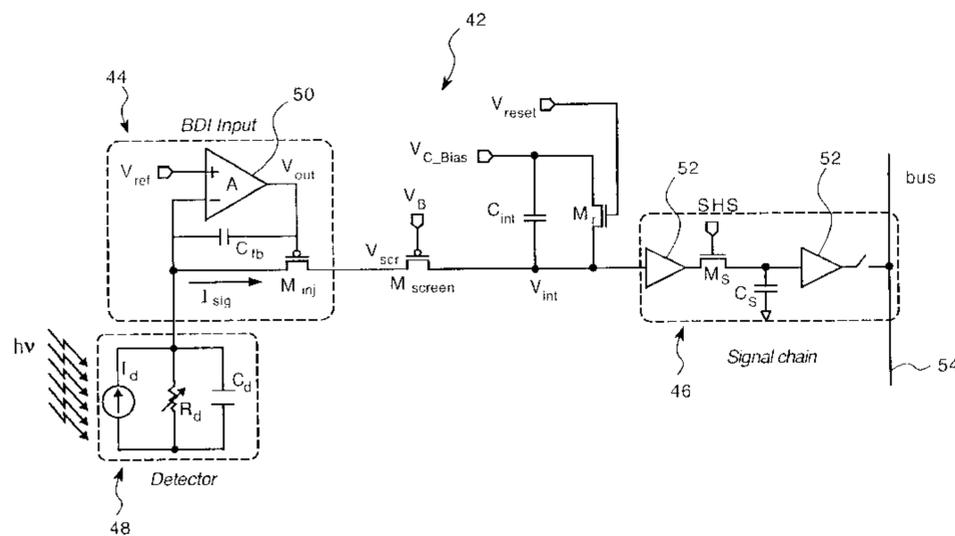 42
44
50
BDI Input
V_reset
V_ref
+
A
−
V_out
V_C_Bias
52
52
bus
V_B
C_int
M_r
SHS
C_fb
V_scr
I_sig
M_inj
M_screen
V_int
M_S
C_S
46
Signal chain
54
hν
I_d
R_d
C_d
Detector
48